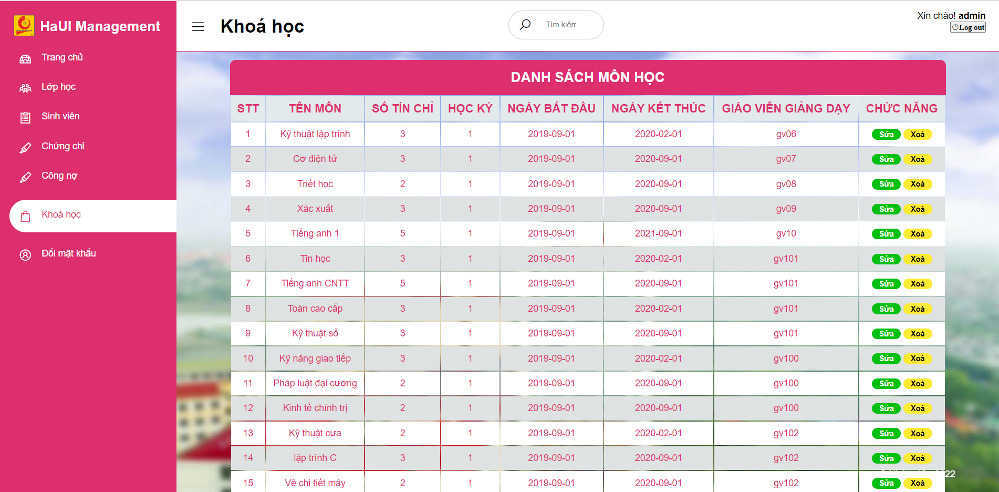 HaUI Management
Trang chủ
Lớp học
Sinh viên
Chứng chỉ
Công nợ
Khoá học
Đổi mật khẩu
Khoá học
Tìm kiếm
Xin chào! admin
Log out
DANH SÁCH MÔN HỌC
STT TÊN MÔN SỐ TÍN CHỈ HỌC KỲ NGÀY BẮT ĐẦU NGÀY KẾT THÚC GIÁO VIÊN GIẢNG DẠY CHỨC NĂNG
1 Kỹ thuật lập trình 3 1 2019-09-01 2020-02-01 gv06 Sửa Xoá
2 Cơ điện tử 3 1 2019-09-01 2020-09-01 gv07 Sửa Xoá
3 Triết học 2 1 2019-09-01 2020-09-01 gv08 Sửa Xoá
4 Xác xuất 3 1 2019-09-01 2020-09-01 gv09 Sửa Xoá
5 Tiếng anh 1 5 1 2019-09-01 2021-09-01 gv10 Sửa Xoá
6 Tin học 3 1 2019-09-01 2020-02-01 gv101 Sửa Xoá
7 Tiếng anh CNTT 5 1 2019-09-01 2020-09-01 gv101 Sửa Xoá
8 Toán cao cấp 3 1 2019-09-01 2020-02-01 gv101 Sửa Xoá
9 Kỹ thuật số 3 1 2019-09-01 2020-09-01 gv101 Sửa Xoá
10 Kỹ năng giao tiếp 3 1 2019-09-01 2020-02-01 gv100 Sửa Xoá
11 Pháp luật đại cương 2 1 2019-09-01 2020-09-01 gv100 Sửa Xoá
12 Kinh tế chính trị 2 1 2019-09-01 2020-09-01 gv100 Sửa Xoá
13 Kỹ thuật cưa 2 1 2019-09-01 2020-02-01 gv102 Sửa Xoá
14 lập trình C 3 1 2019-09-01 2020-09-01 gv102 Sửa Xoá
15 Vẽ chi tiết máy 2 1 2019-09-01 2020-09-01 gv102 Sửa Xoá